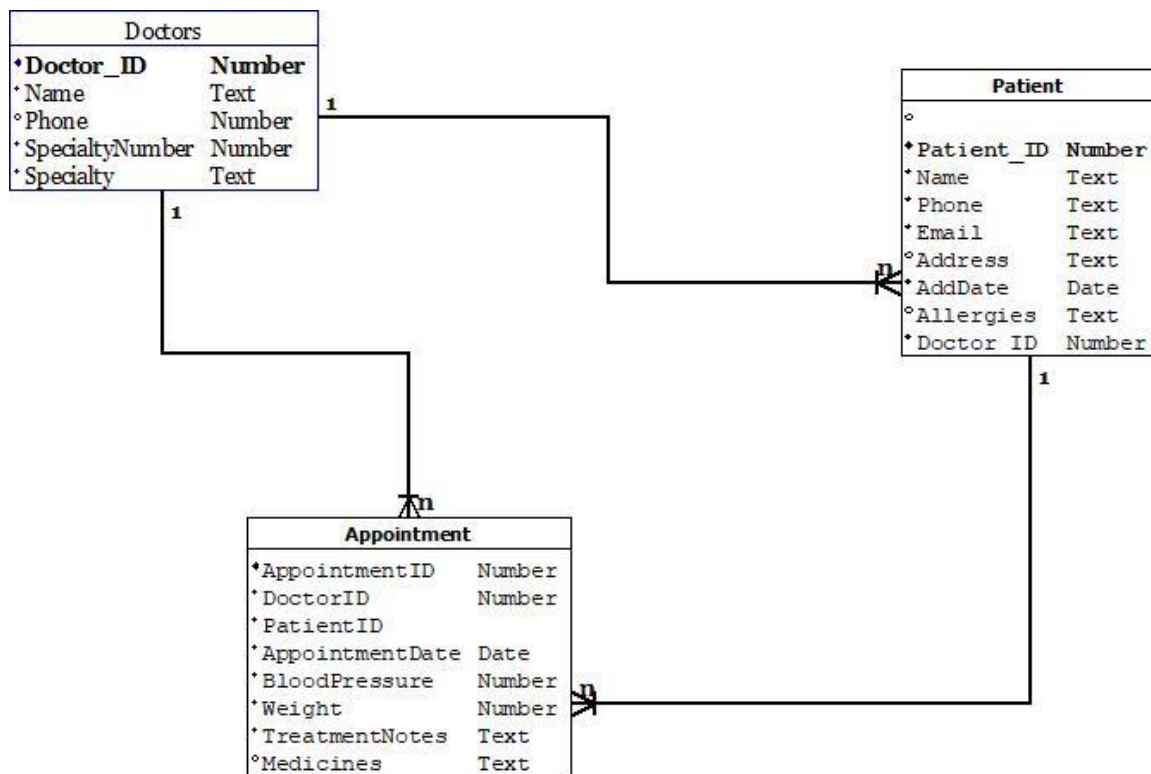 Doctors
Doctor_ID Number
Name Text
Phone Number
SpecialtyNumber Number
Specialty Text
1
1
Patient
Patient_ID Number
Name Text
Phone Text
Email Text
Address Text
AddDate Date
Allergies Text
Doctor ID Number
n
1
n
Appointment
AppointmentID Number
DoctorID Number
PatientID
AppointmentDate Date
BloodPressure Number
Weight Number
TreatmentNotes Text
Medicines Text
n